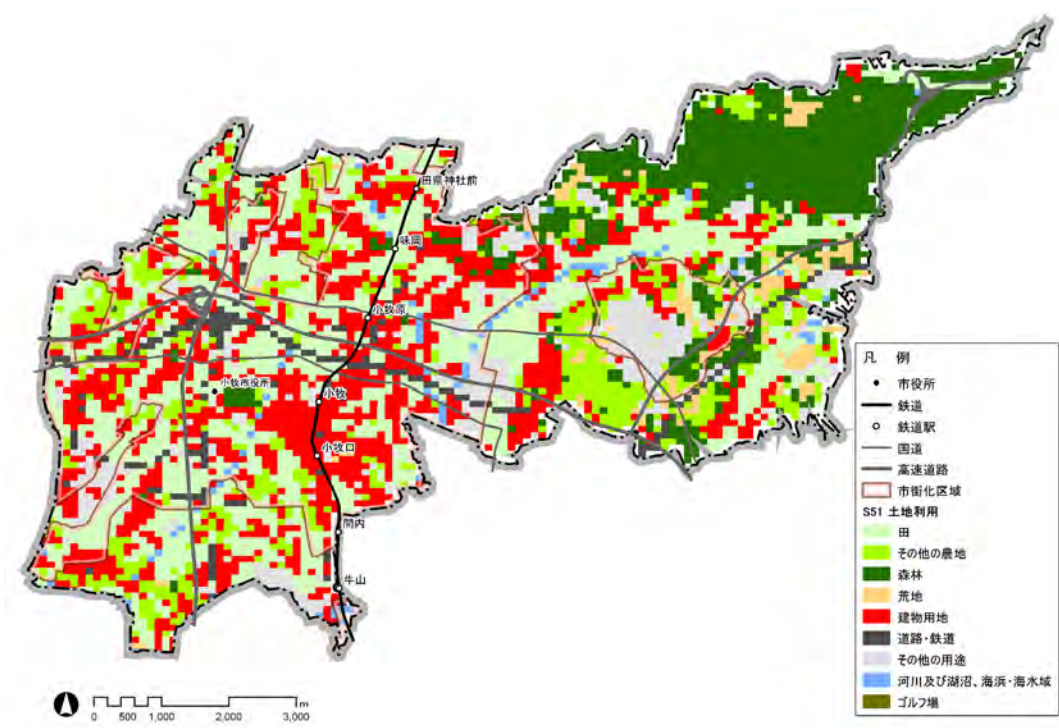 田県神社前
味岡
小牧原
小牧市役所
小牧
小牧口
間内
牛山
凡 例
市役所
鉄道
鉄道駅
国道
高速道路
市街化区域
S51 土地利用
田
その他の農地
森林
荒地
建物用地
道路・鉄道
その他の用途
河川及び湖沼、海浜・海水域
ゴルフ場
0 500 1,000 2,000 3,000 m